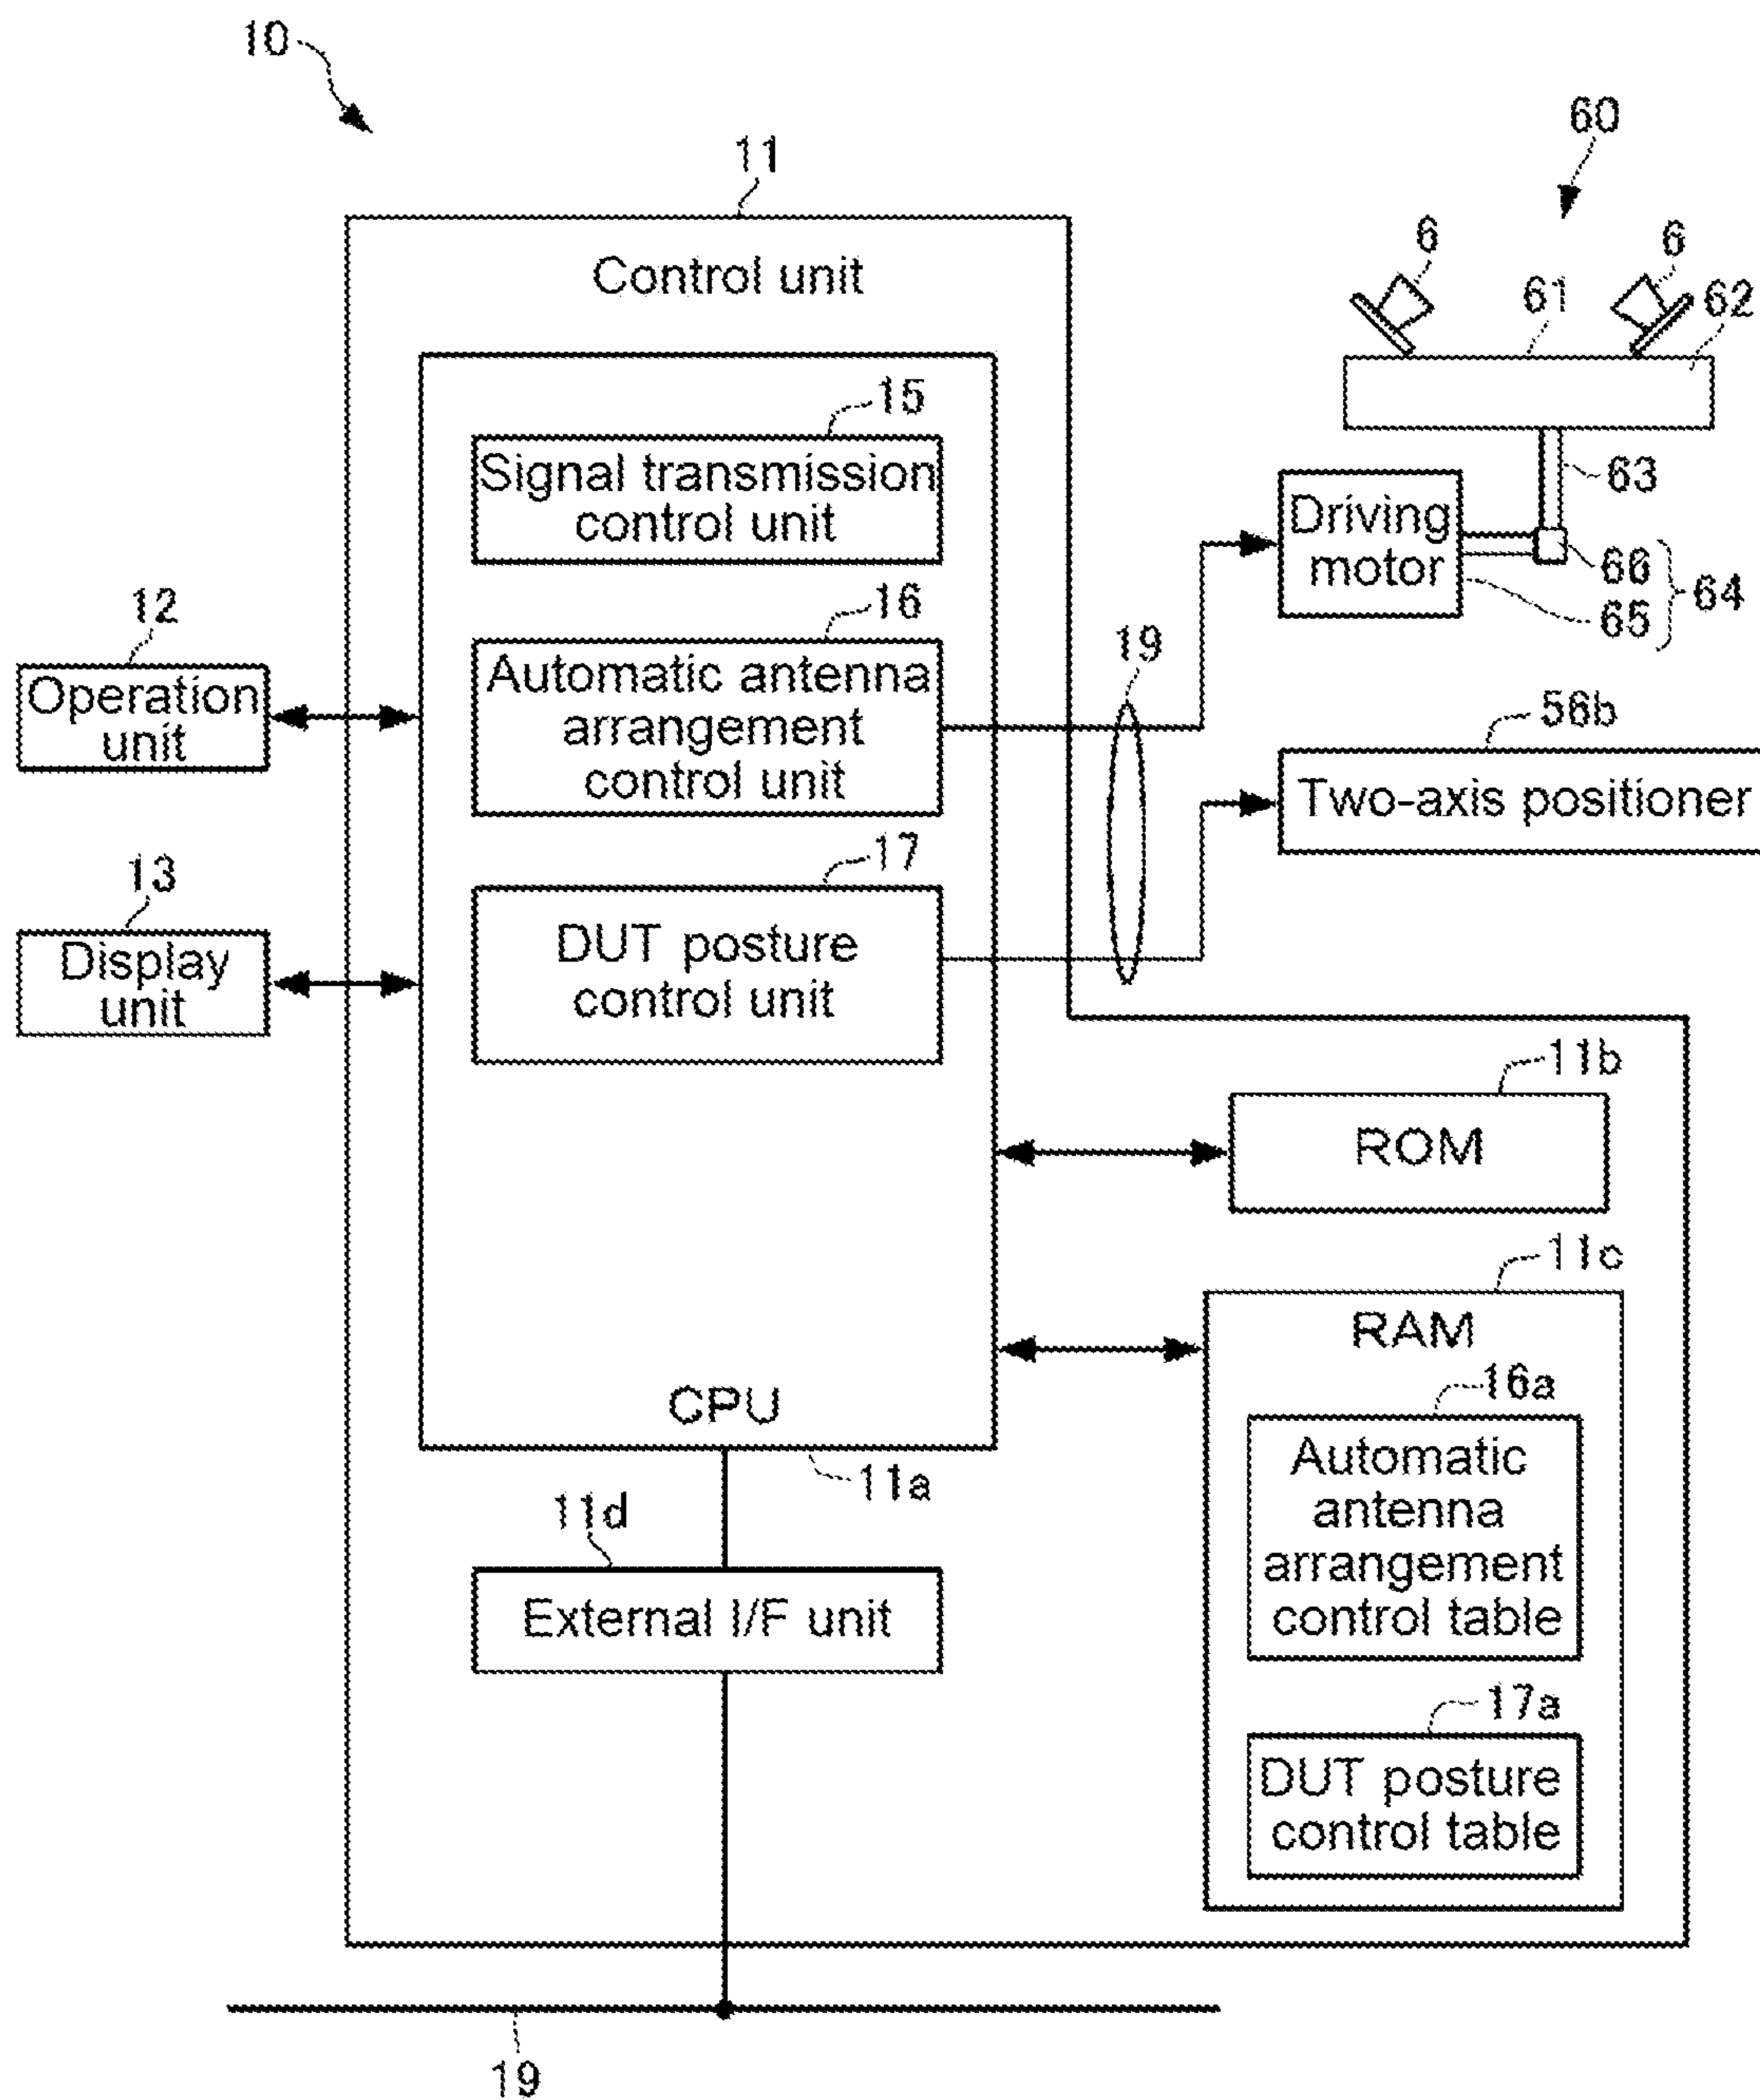 10
60
11
6
6
Control unit
61
62
15
Signal transmission
control unit
63
Driving
motor
66
65
64
16
12
19
Operation
unit
Automatic antenna
arrangement
control unit
56b
Two-axis positioner
17
13
Display
unit
DUT posture
control unit
11b
ROM
11c
RAM
CPU
11a
16a
Automatic
antenna
arrangement
control table
11d
External I/F unit
17a
DUT posture
control table
19